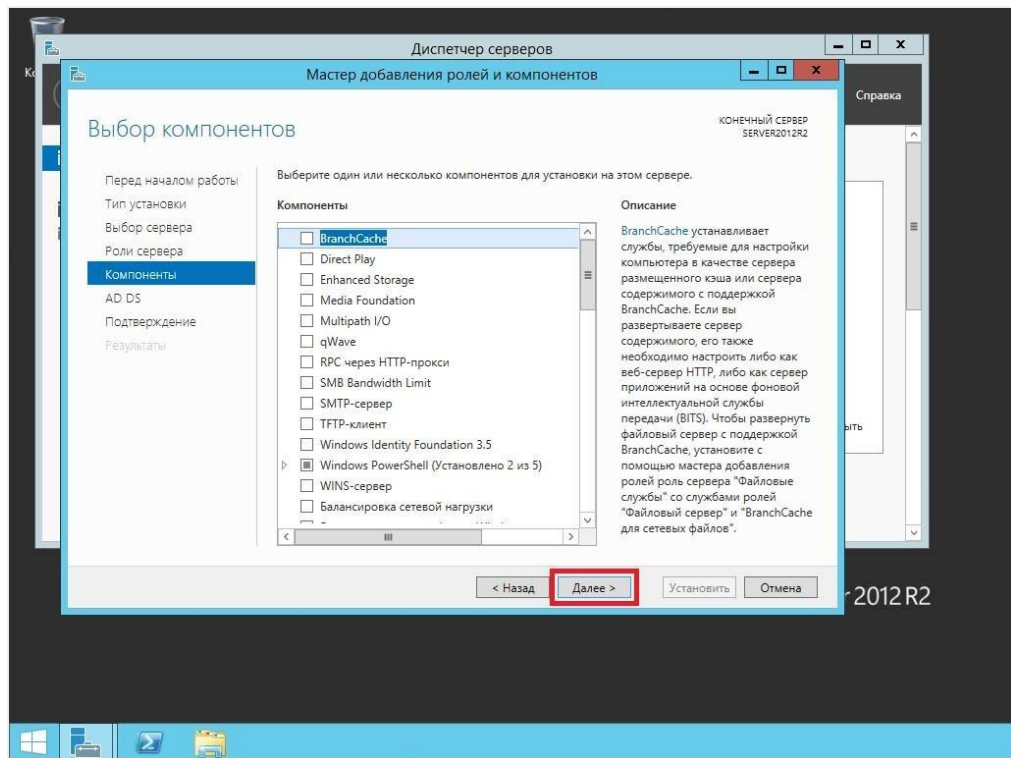 Диспетчер серверов
Мастер добавления ролей и компонентов
Справка
Выбор компонентов
КОНЕЧНЫЙ СЕРВЕР
SERVER2012R2
Перед началом работы
Тип установки
Выбор сервера
Роли сервера
Компоненты
AD DS
Подтверждение
Результаты
Выберите один или несколько компонентов для установки на этом сервере.
Компоненты
BranchCache
Direct Play
Enhanced Storage
Media Foundation
Multipath I/O
qWave
RPC через HTTP-прокси
SMB Bandwidth Limit
SMTP-сервер
TFTP-клиент
Windows Identity Foundation 3.5
Windows PowerShell (Установлено 2 из 5)
WINS-сервер
Балансировка сетевой нагрузки
Описание
BranchCache устанавливает
службы, требуемые для настройки
компьютера в качестве сервера
размещенного кэша или сервера
содержимого с поддержкой
BranchCache. Если вы
развертываете сервер
содержимого, его также
необходимо настроить либо как
веб-сервер HTTP, либо как сервер
приложений на основе фоновой
интеллектуальной службы
передачи (BITS). Чтобы развернуть
файловый сервер с поддержкой
BranchCache, установите с
помощью мастера добавления
ролей роль сервера "Файловые
службы" со службами ролей
"Файловый сервер" и "BranchCache
для сетевых файлов".
ыть
< Назад
Далее >
Установить
Отмена
2012 R2